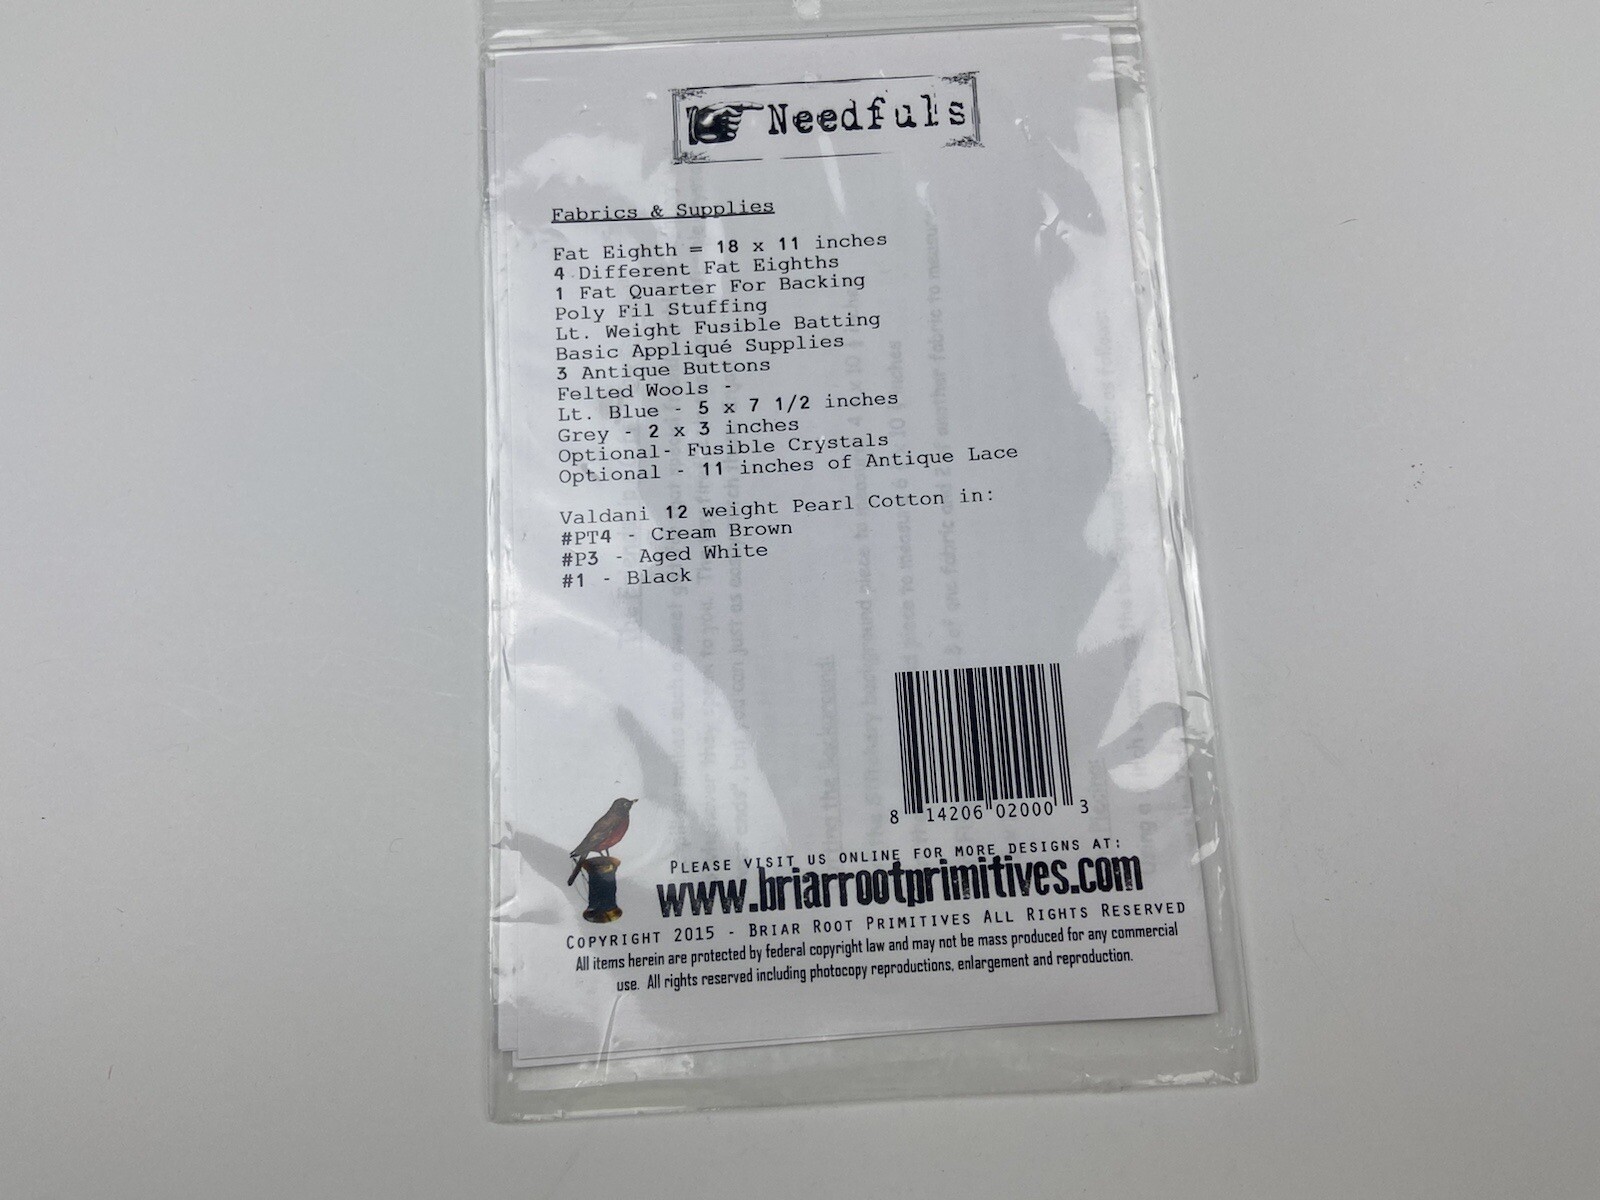 Needfuls
Fabrics & Supplies
Fat Eighth = 18 x 11 inches
4 Different Fat Eighths
1 Fat Quarter For Backing
Poly Fil Stuffing
Lt. Weight Fusible Batting
Basic Appliqué Supplies
3 Antique Buttons
Felted Wools -
Lt. Blue - 5 x 7 1/2 inches
Grey - 2 x 3 inches
Optional- Fusible Crystals
Optional - 11 inches of Antique Lace
Valdani 12 weight Pearl Cotton in:
#PT4 - Cream Brown
#P3 - Aged White
#1 - Black
8 14206 02000 3
PLEASE VISIT US ONLINE FOR MORE DESIGNS AT:
www.briarrootprimitives.com
COPYRIGHT 2015 - BRIAR ROOT PRIMITIVES ALL RIGHTS RESERVED
All items herein are protected by federal copyright law and may not be mass produced for any commercial
use. All rights reserved including photocopy reproductions, enlargement and reproduction.